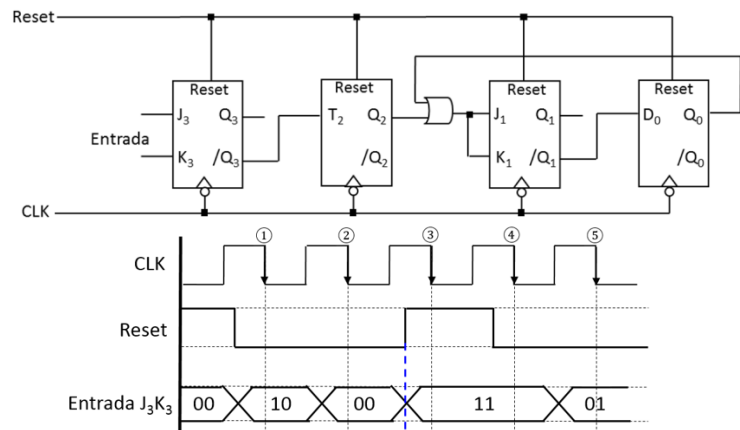 Reset
Reset Reset Reset Reset
J3 Q3 T2 Q2 J1 Q1 D0 Q0
Entrada
K3 /Q3 /Q2 K1 /Q1 /Q0
CLK
① ② ③ ④ ⑤
CLK
Reset
Entrada J3K3 00 10 00 11 01